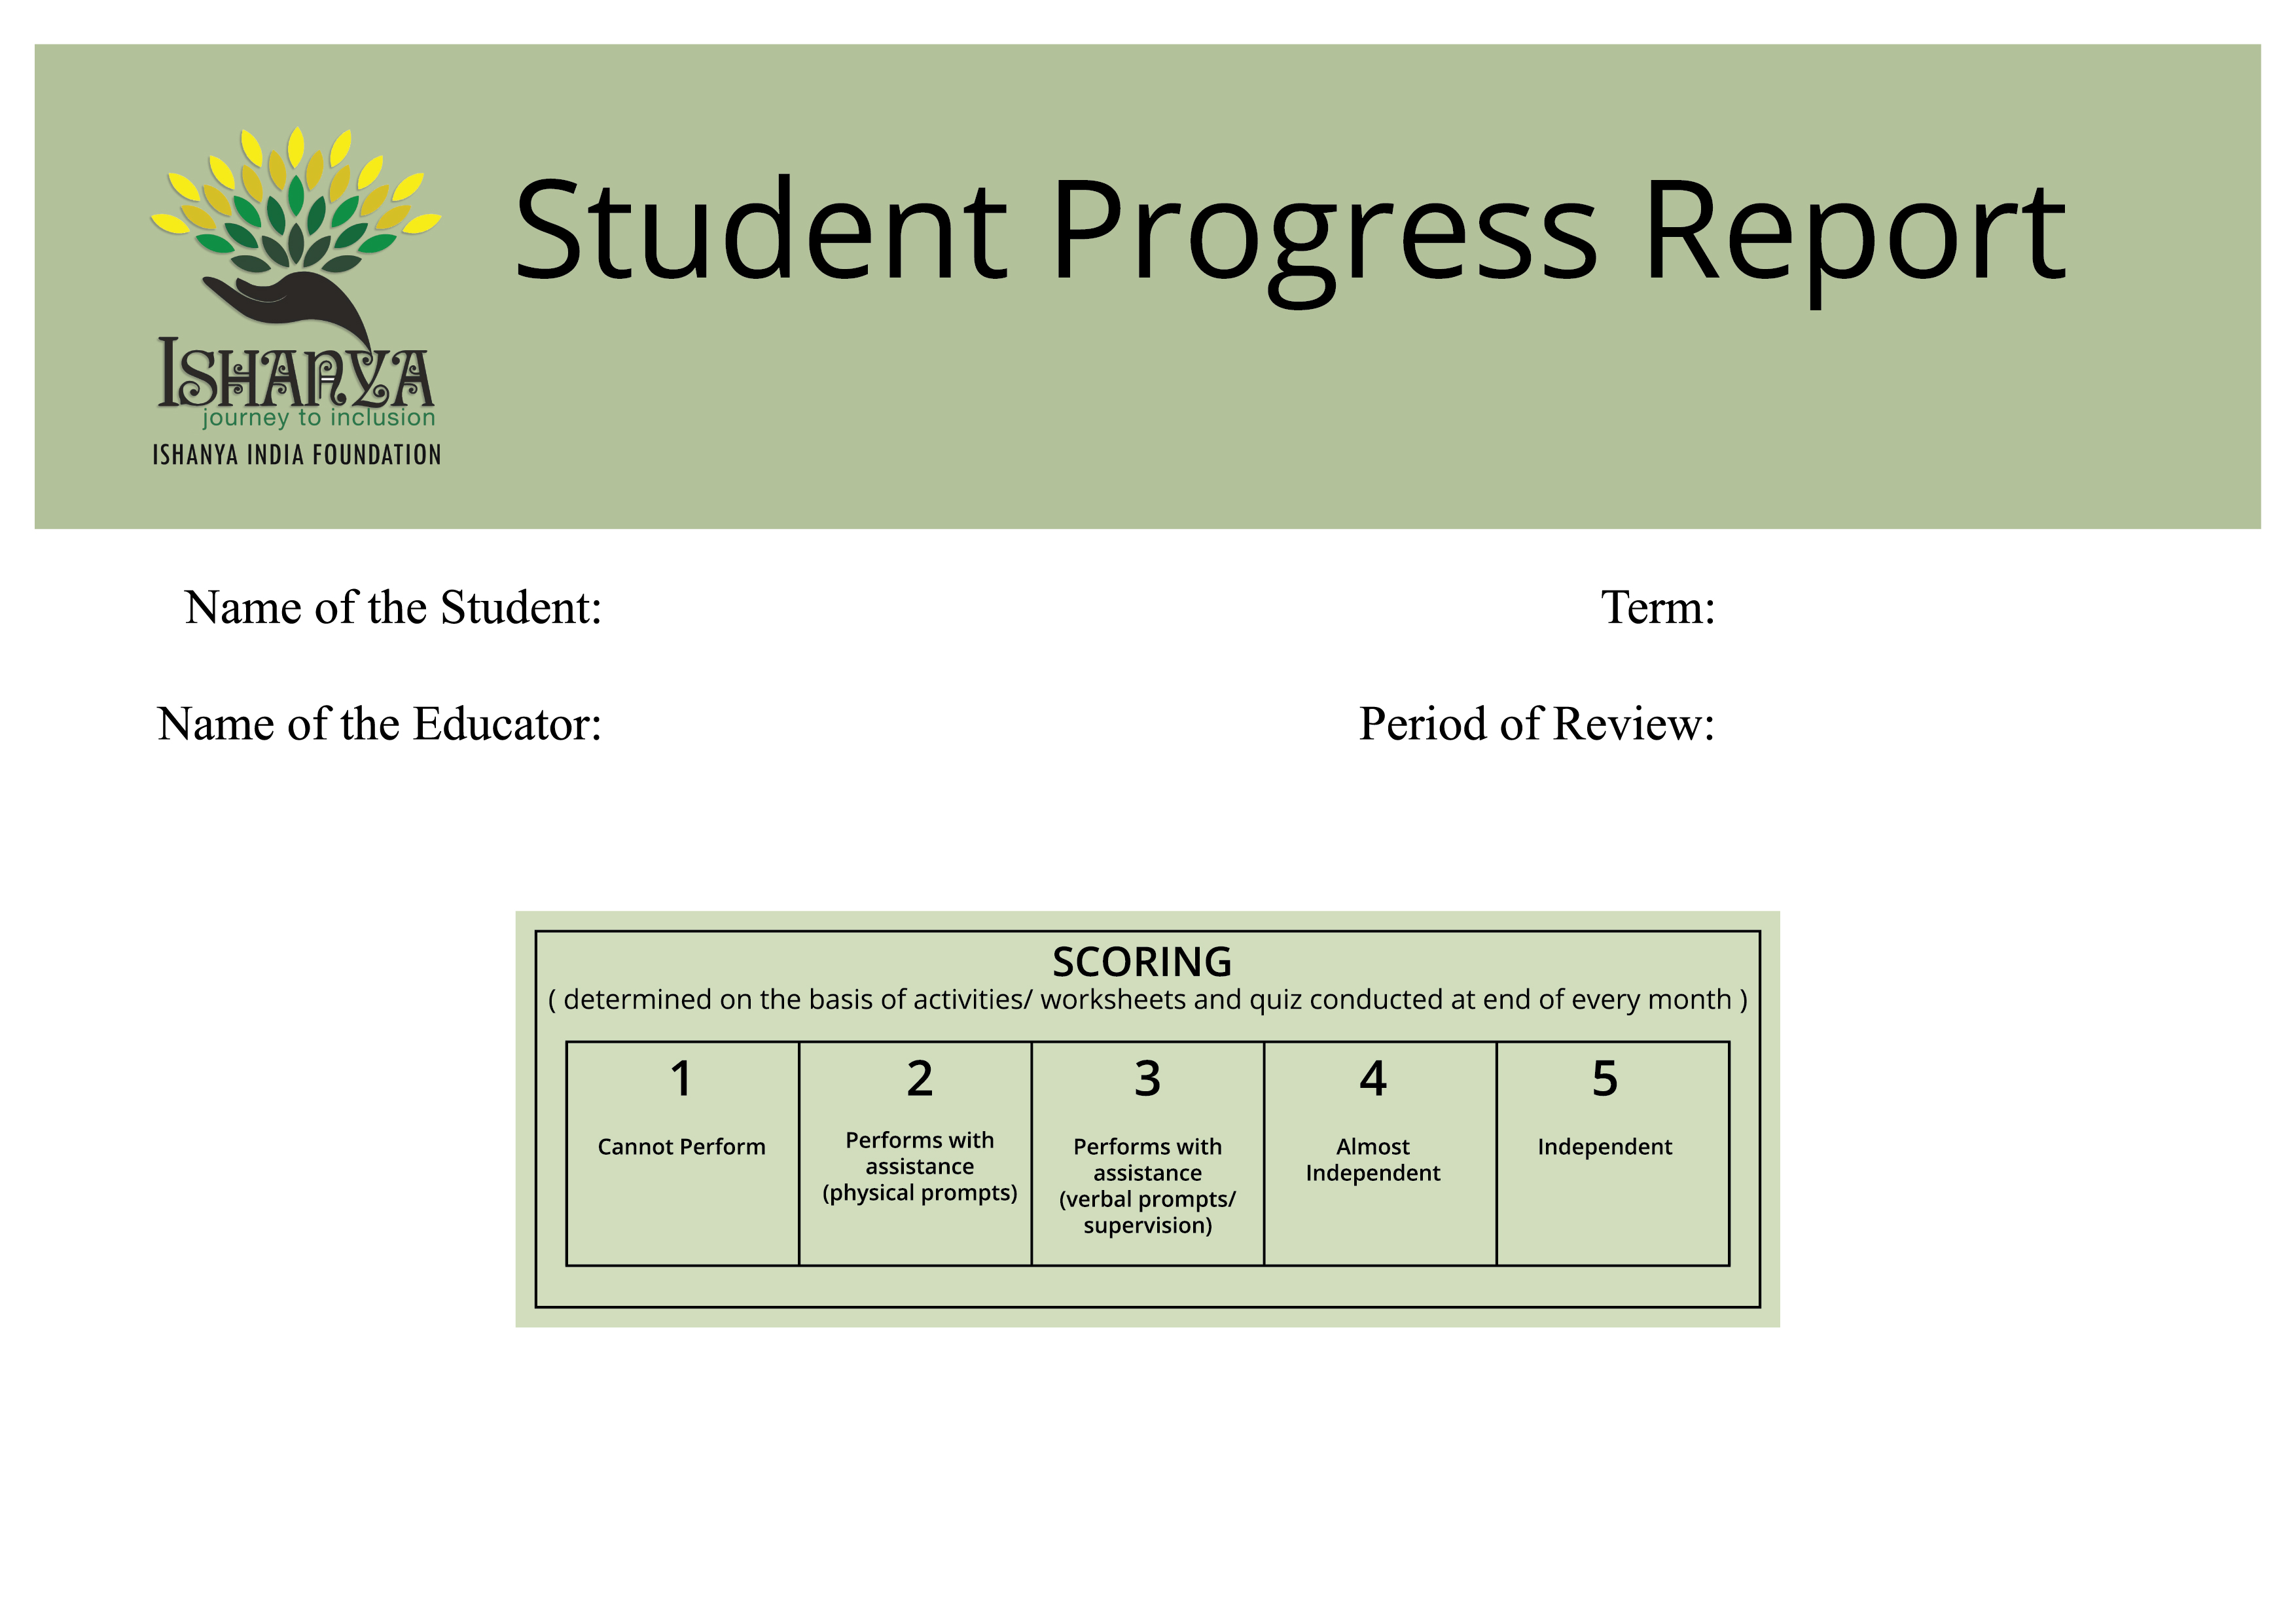 Student Progress Report
ISHANYA
journey to inclusion
ISHANYA INDIA FOUNDATION
Name of the Student:
Term:
Name of the Educator:
Period of Review:
SCORING
( determined on the basis of activities/ worksheets and quiz conducted at end of every month )
1
Cannot Perform
2
Performs with
assistance
(physical prompts)
3
Performs with
assistance
(verbal prompts/
supervision)
4
Almost
Independent
5
Independent